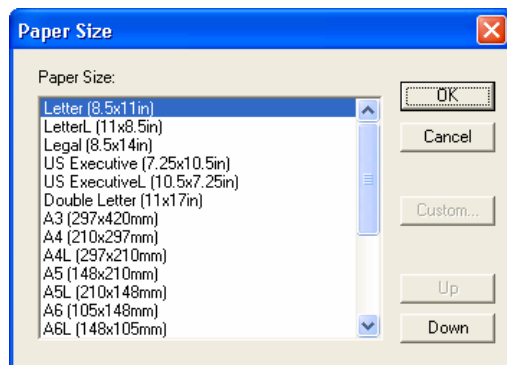 Paper Size
Paper Size:
Letter (8.5x11in)
LetterL (11x8.5in)
Legal (8.5x14in)
US Executive (7.25x10.5in)
US ExecutiveL (10.5x7.25in)
Double Letter (11x17in)
A3 (297x420mm)
A4 (210x297mm)
A4L (297x210mm)
A5 (148x210mm)
A5L (210x148mm)
A6 (105x148mm)
A6L (148x105mm)
OK
Cancel
Custom...
Up
Down